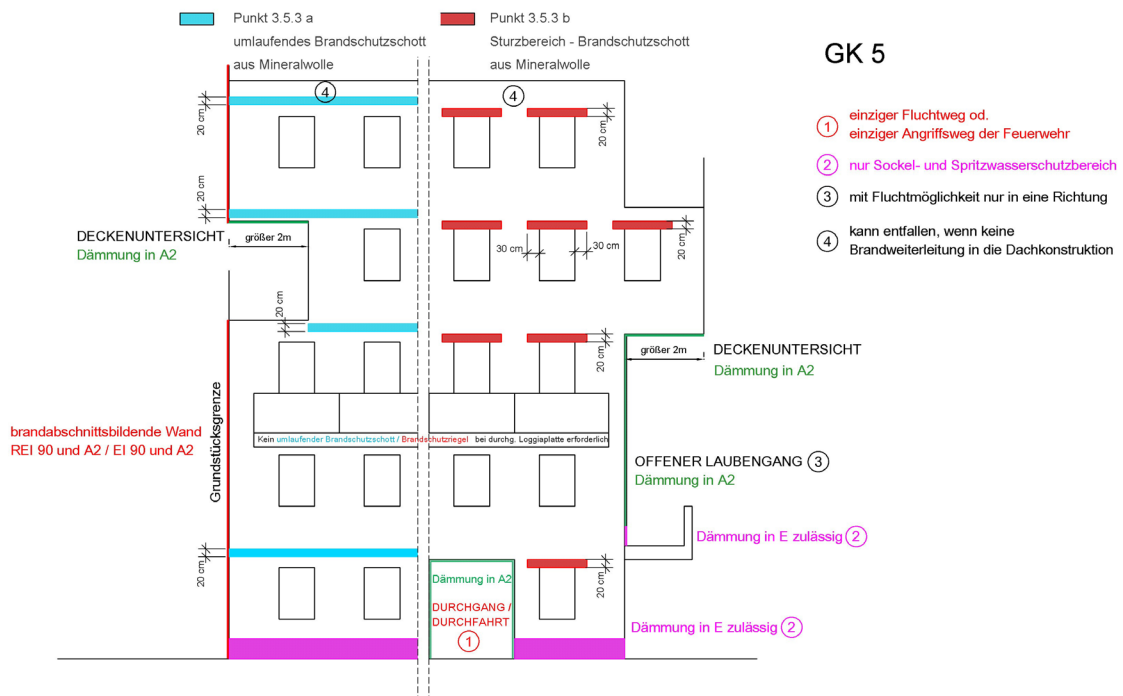 Punkt 3.5.3 a
umlaufendes Brandschutzschott
aus Mineralwolle
Punkt 3.5.3 b
Sturzbereich - Brandschutzschott
aus Mineralwolle
GK 5
1 einziger Fluchtweg od.
einziger Angriffsweg der Feuerwehr
2 nur Sockel- und Spritzwasserschutzbereich
3 mit Fluchtmöglichkeit nur in eine Richtung
4 kann entfallen, wenn keine
Brandweiterleitung in die Dachkonstruktion
4
4
20 cm
20 cm
20 cm
DECKENUNTERSICHT
Dämmung in A2
größer 2m
30 cm
30 cm
20 cm
20 cm
20 cm
größer 2m
DECKENUNTERSICHT
Dämmung in A2
Grundstücksgrenze
brandabschnittsbildende Wand
REI 90 und A2 / EI 90 und A2
Kein umlaufender Brandschutzschott / Brandschutzriegel bei durchg. Loggiaplatte erforderlich
OFFENER LAUBENGANG 3
Dämmung in A2
Dämmung in E zulässig 2
20 cm
20 cm
Dämmung in A2
DURCHGANG /
DURCHFAHRT
1
Dämmung in E zulässig 2